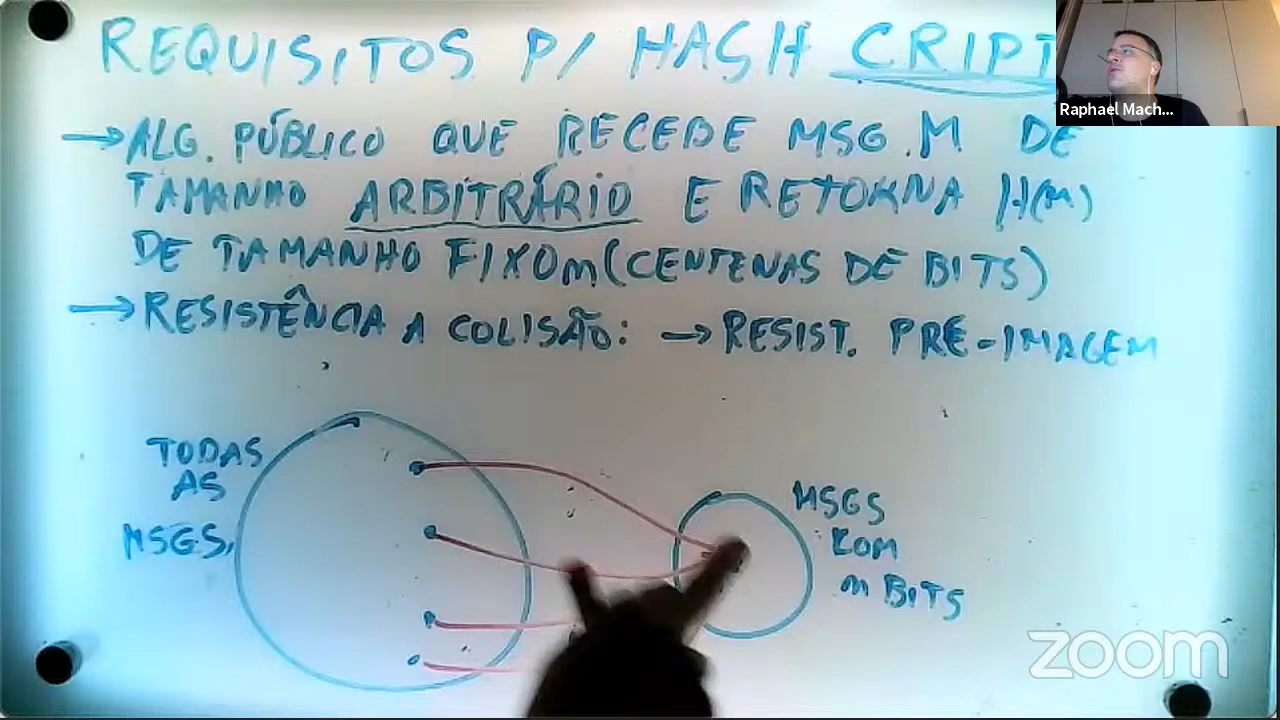 REQUISITOS P/ HASH CRIPT
Raphael Mach...
→ ALG. PÚBLICO QUE RECEBE MSG. M DE
TAMANHO ARBITRÁRIO E RETORNA H(M)
DE TAMANHO FIXO m (CENTENAS DE BITS)
→ RESISTÊNCIA A COLISÃO: → RESIST. PRÉ-IMAGEM
TODAS
AS
MSGS.
MSGS
COM
m BITS
zoom